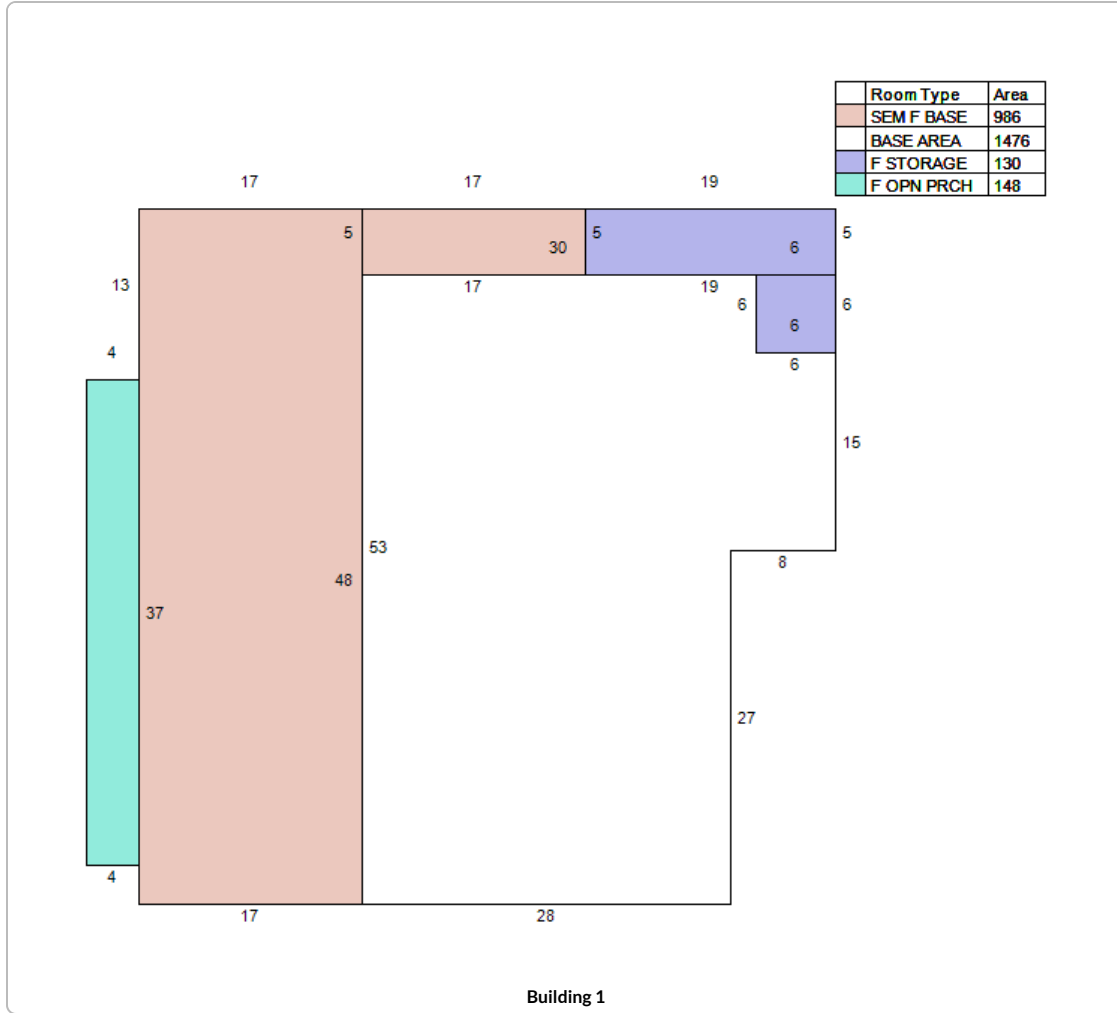 Room Type Area
SEM F BASE 986
BASE AREA 1476
F STORAGE 130
F OPN PRCH 148
17 17 19
5 5 5
30 6
13 17 19
6 6
4 6
6
15
53
8
48
37
27
4
17 28
Building 1